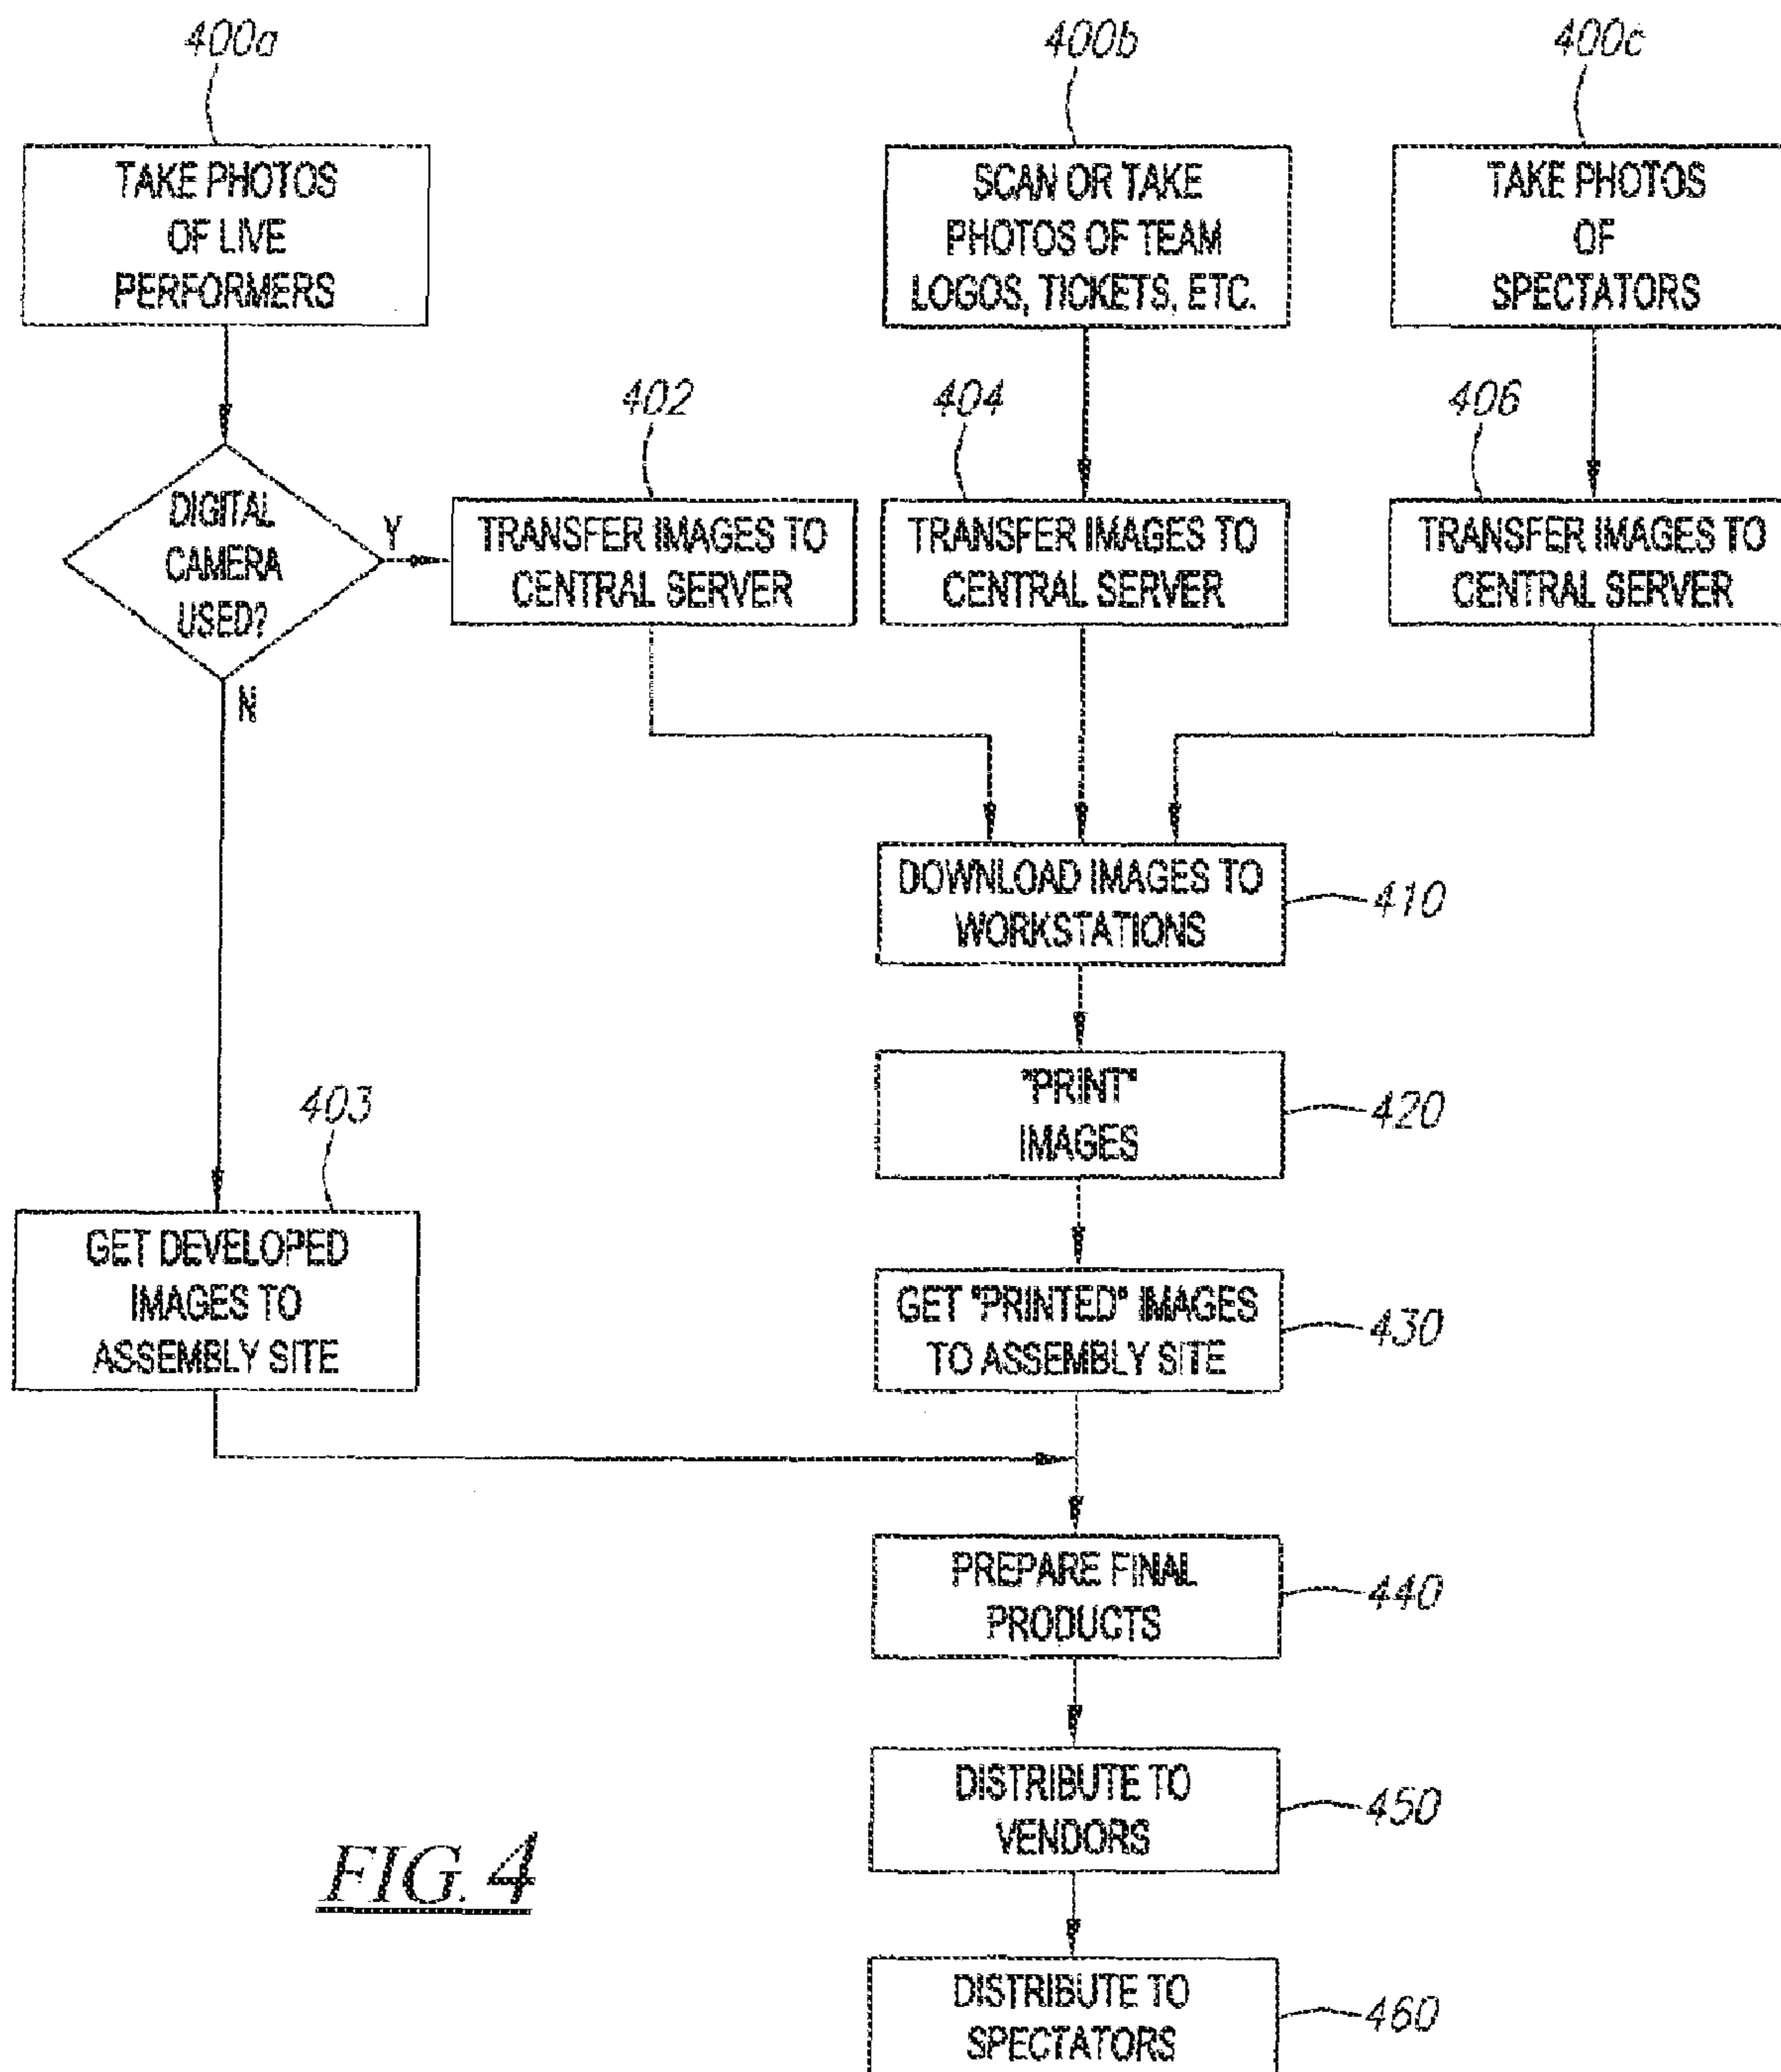 400a
400b
400c
TAKE PHOTOS
OF LIVE
PERFORMERS
SCAN OR TAKE
PHOTOS OF TEAM
LOGOS, TICKETS, ETC.
TAKE PHOTOS
OF
SPECTATORS
402
404
406
DIGITAL
CAMERA
USED?
Y
N
TRANSFER IMAGES TO
CENTRAL SERVER
TRANSFER IMAGES TO
CENTRAL SERVER
TRANSFER IMAGES TO
CENTRAL SERVER
DOWNLOAD IMAGES TO
WORKSTATIONS
410
"PRINT"
IMAGES
420
403
GET DEVELOPED
IMAGES TO
ASSEMBLY SITE
GET "PRINTED" IMAGES
TO ASSEMBLY SITE
430
PREPARE FINAL
PRODUCTS
440
DISTRIBUTE TO
VENDORS
450
FIG. 4
DISTRIBUTE TO
SPECTATORS
460